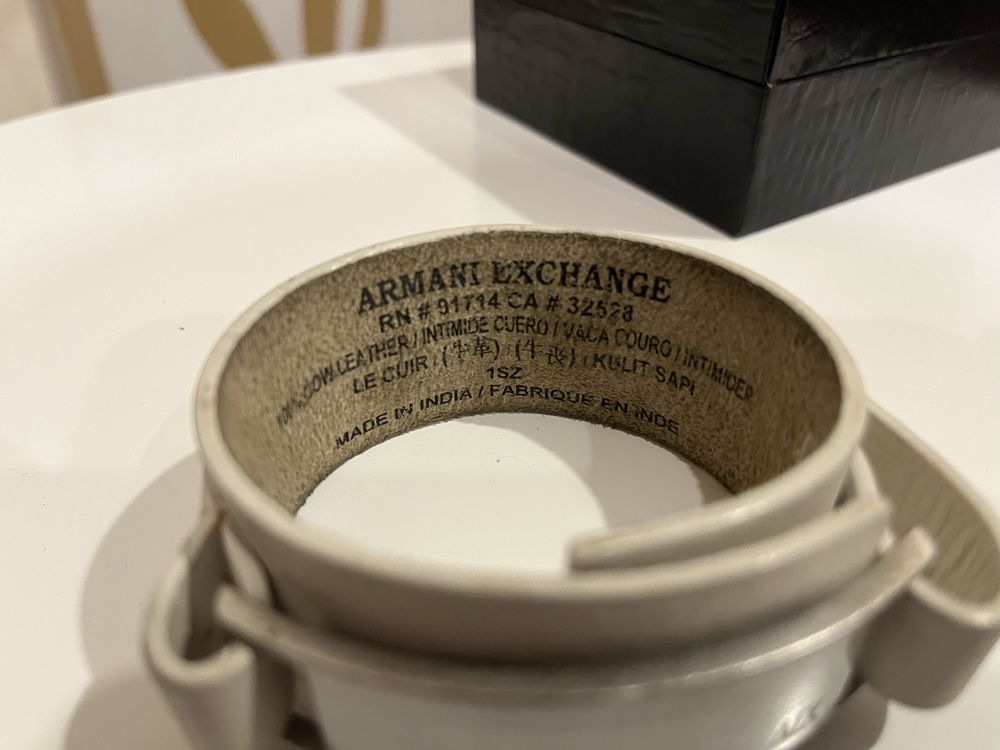 ARMANI EXCHANGE
RN # 91714 CA # 32528
100% COW LEATHER / INTIMIDE CUERO / VACA COURO / INTIMIDER
LE CUIR / (牛革) / (牛皮) / KULIT SAPI
1SZ
MADE IN INDIA / FABRIQUE EN INDE